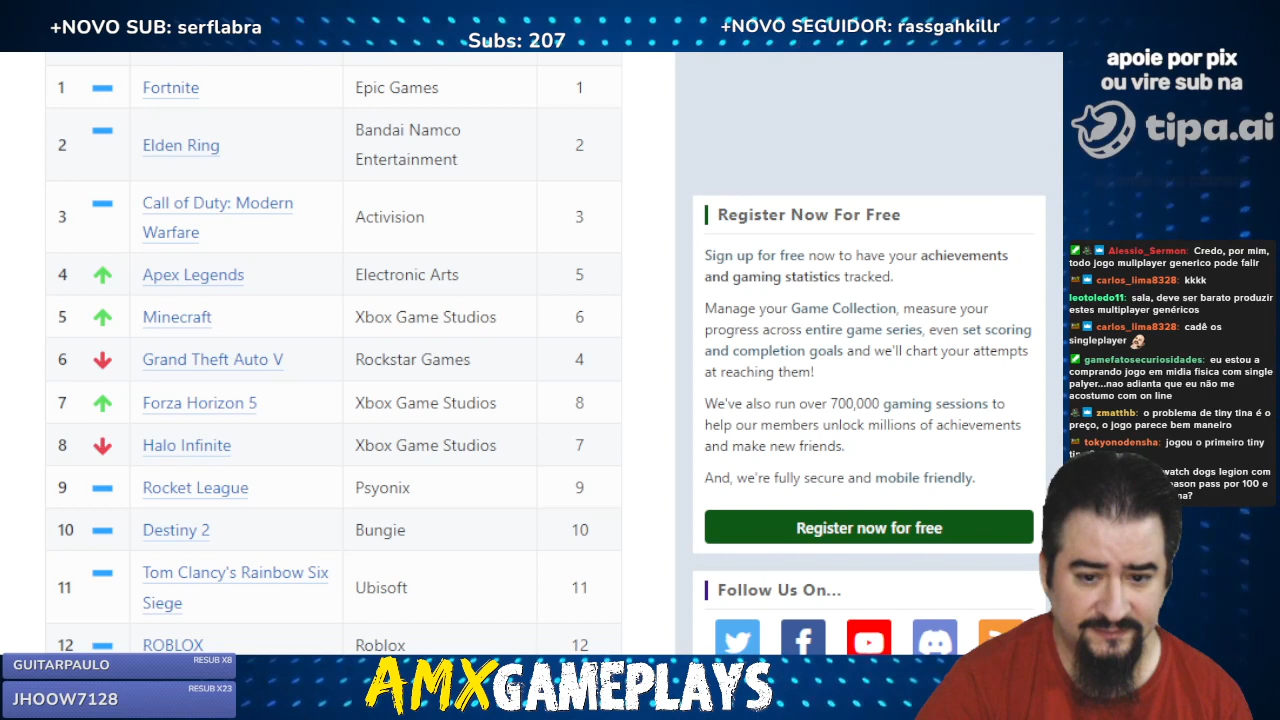 +NOVO SUB: serflabra
Subs: 207
+NOVO SEGUIDOR: rassgahkillr
1 Fortnite Epic Games 1
2 Elden Ring Bandai Namco Entertainment 2
3 Call of Duty: Modern Warfare Activision 3
4 Apex Legends Electronic Arts 5
5 Minecraft Xbox Game Studios 6
6 Grand Theft Auto V Rockstar Games 4
7 Forza Horizon 5 Xbox Game Studios 8
8 Halo Infinite Xbox Game Studios 7
9 Rocket League Psyonix 9
10 Destiny 2 Bungie 10
11 Tom Clancy's Rainbow Six Siege Ubisoft 11
12 ROBLOX Roblox 12
Register Now For Free
Sign up for free now to have your achievements
and gaming statistics tracked.
Manage your Game Collection, measure your
progress across entire game series, even set scoring
and completion goals and we'll chart your attempts
at reaching them!
We've also run over 700,000 gaming sessions to
help our members unlock millions of achievements
and make new friends.
And, we're fully secure and mobile friendly.
Register now for free
Follow Us On...
apoie por pix
ou vire sub na
tipa.ai
Alessio_Sermon: Credo, por mim,
todo jogo muliplayer generico pode falir
carlos_lima8328: kkkk
leotoledo11: sala, deve ser barato produzir
estes multiplayer genéricos
carlos_lima8328: cadê os
singleplayer
gamefatosecuriosidades: eu estou a
comprando jogo em midia fisica com single
palyer...nao adianta que eu não me
acostumo com on line
zmatthb: o problema de tiny tina é o
preço, o jogo parece bem maneiro
tokyonodensha: jogou o primeiro tiny
watch dogs legion com
eason pass por 100 e
ma?
GUITARPAULO RESUB X8
JHOOW7128 RESUB X23
AMXGAMEPLAYS